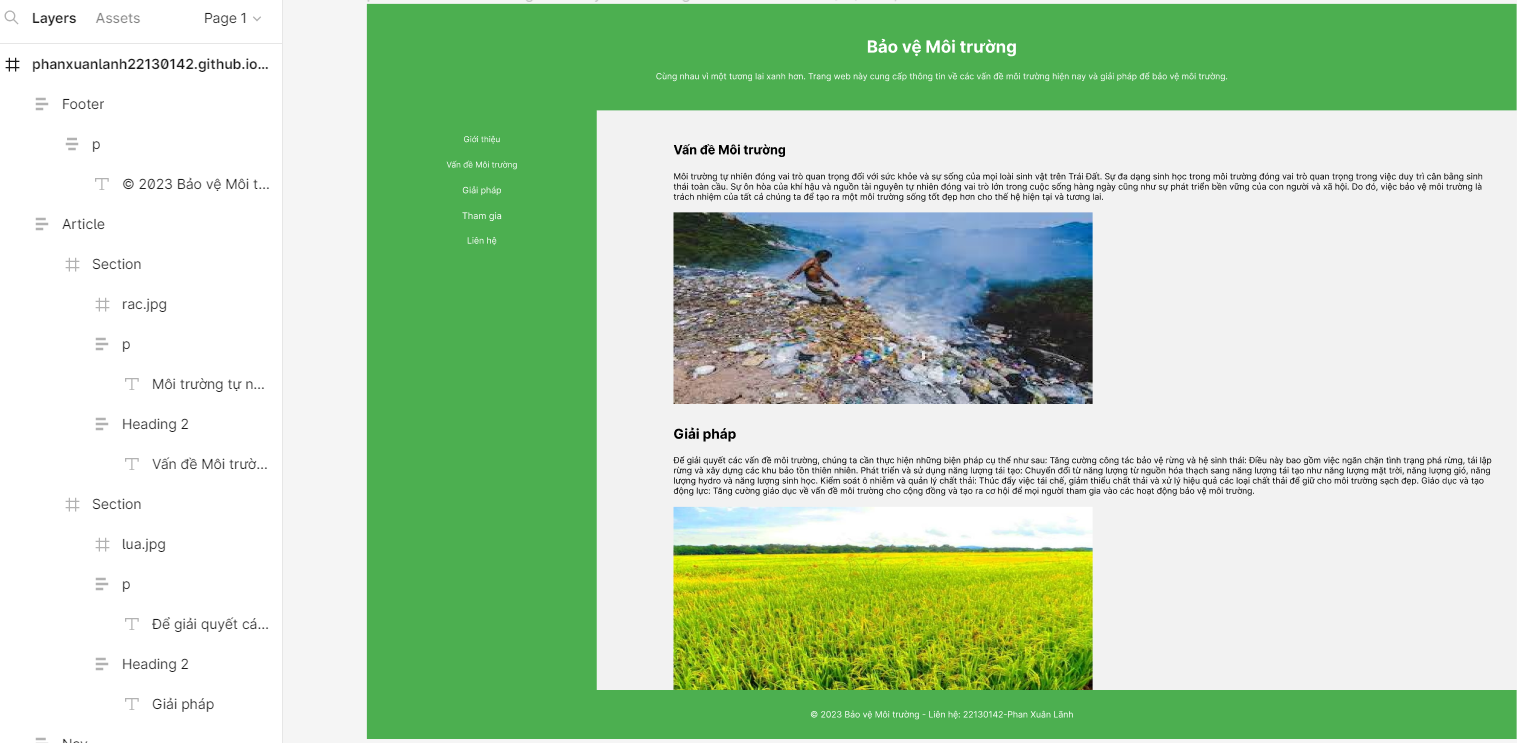 Layers
Assets
Page 1
phanxuanlanh22130142.github.io...
Footer
p
© 2023 Bảo vệ Môi t...
Article
Section
rac.jpg
p
Môi trường tự n...
Heading 2
Vấn đề Môi trườ...
Section
lua.jpg
p
Để giải quyết cá...
Heading 2
Giải pháp
Bảo vệ Môi trường
Cùng nhau vì một tương lai xanh hơn. Trang web này cung cấp thông tin về các vấn đề môi trường hiện nay và giải pháp để bảo vệ môi trường.
Giới thiệu
Vấn đề Môi trường
Giải pháp
Tham gia
Liên hệ
Vấn đề Môi trường
Môi trường tự nhiên đóng vai trò quan trọng đối với sức khỏe và sự sống của mọi loài sinh vật trên Trái Đất. Sự đa dạng sinh học trong môi trường đóng vai trò quan trọng trong việc duy trì cân bằng sinh
thái toàn cầu. Sự ôn hòa của khí hậu và nguồn tài nguyên tự nhiên đóng vai trò lớn trong cuộc sống hàng ngày cũng như sự phát triển bền vững của con người và xã hội. Do đó, việc bảo vệ môi trường là
trách nhiệm của tất cả chúng ta để tạo ra một môi trường sống tốt đẹp hơn cho thế hệ hiện tại và tương lai.
Giải pháp
Để giải quyết các vấn đề môi trường, chúng ta cần thực hiện những biện pháp cụ thể như sau: Tăng cường công tác bảo vệ rừng và hệ sinh thái: Điều này bao gồm việc ngăn chặn tình trạng phá rừng, tái lập
rừng và xây dựng các khu bảo tồn thiên nhiên. Phát triển và sử dụng năng lượng tái tạo: Chuyển đổi từ năng lượng từ nguồn hóa thạch sang năng lượng tái tạo như năng lượng mặt trời, năng lượng gió, năng
lượng hydro và năng lượng sinh học. Kiểm soát ô nhiễm và quản lý chất thải: Thúc đẩy việc tái chế, giảm thiểu chất thải và xử lý hiệu quả các loại chất thải để giữ cho môi trường sạch đẹp. Giáo dục và tạo
động lực: Tăng cường giáo dục về vấn đề môi trường cho cộng đồng và tạo ra cơ hội để mọi người tham gia vào các hoạt động bảo vệ môi trường.
© 2023 Bảo vệ Môi trường - Liên hệ: 22130142-Phan Xuân Lãnh